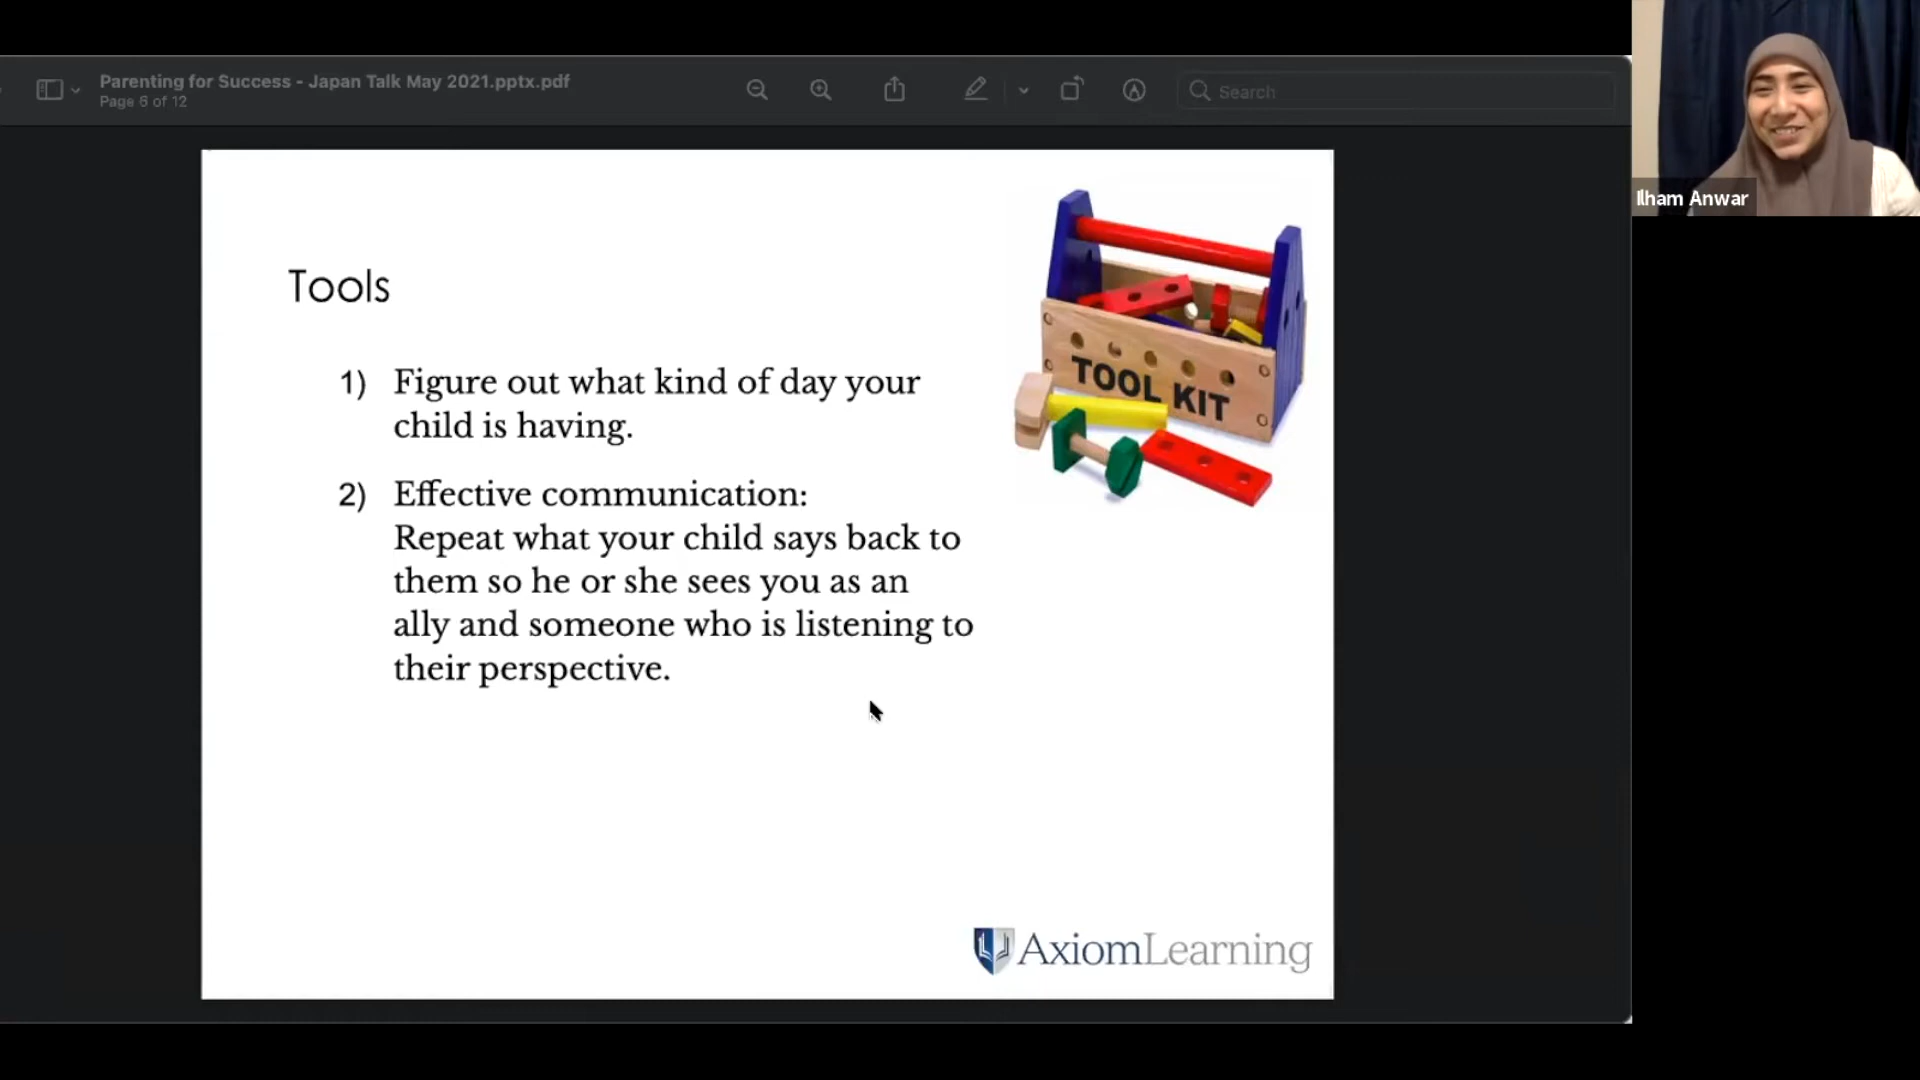 Parenting for Success - Japan Talk May 2021.pptx.pdf
Page 6 of 12
Search
Ilham Anwar
Tools
TOOL KIT
1) Figure out what kind of day your
child is having.
2) Effective communication:
Repeat what your child says back to
them so he or she sees you as an
ally and someone who is listening to
their perspective.
AxiomLearning